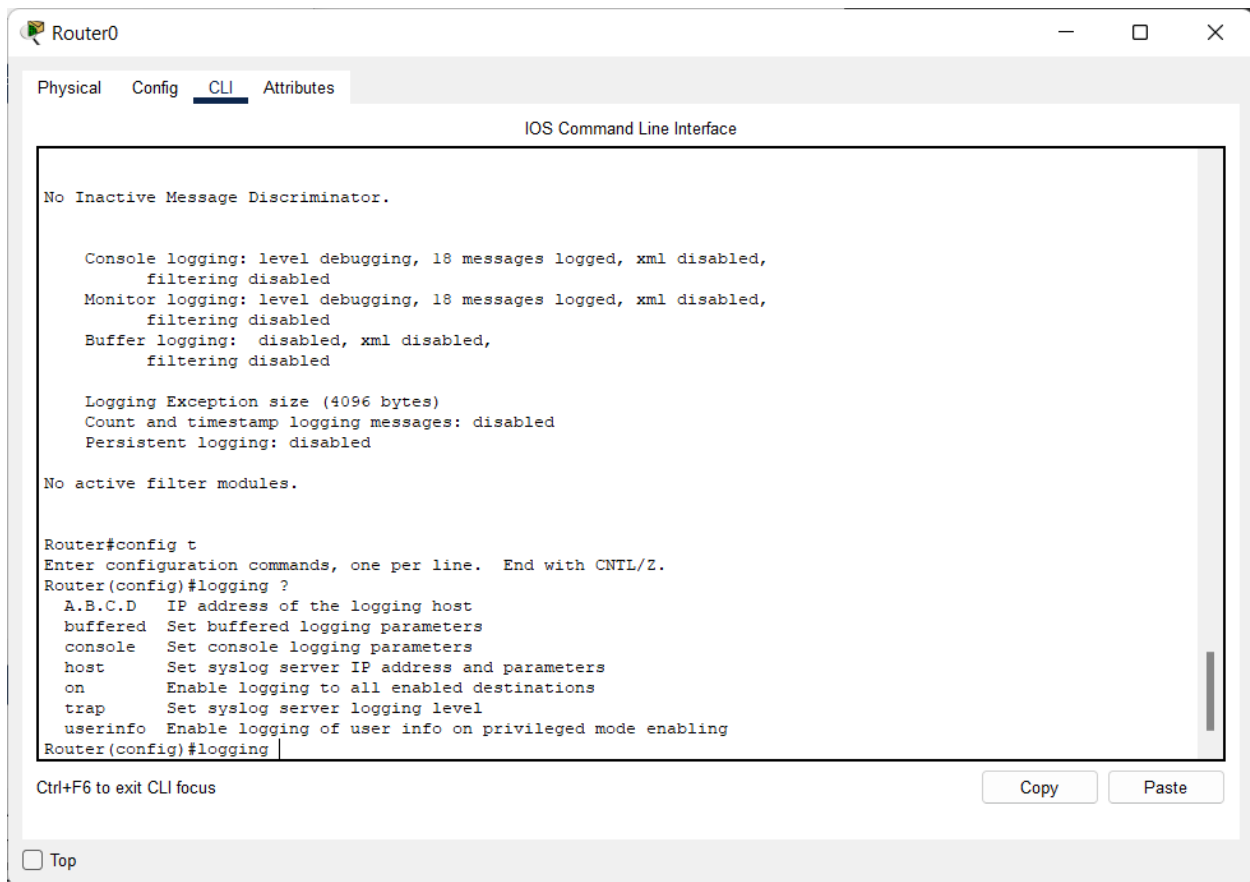 Router0
Physical Config CLI Attributes
IOS Command Line Interface
No Inactive Message Discriminator.
Console logging: level debugging, 18 messages logged, xml disabled,
filtering disabled
Monitor logging: level debugging, 18 messages logged, xml disabled,
filtering disabled
Buffer logging:  disabled, xml disabled,
filtering disabled
Logging Exception size (4096 bytes)
Count and timestamp logging messages: disabled
Persistent logging: disabled
No active filter modules.
Router#config t
Enter configuration commands, one per line.  End with CNTL/Z.
Router(config)#logging ?
A.B.C.D   IP address of the logging host
buffered  Set buffered logging parameters
console   Set console logging parameters
host      Set syslog server IP address and parameters
on        Enable logging to all enabled destinations
trap      Set syslog server logging level
userinfo  Enable logging of user info on privileged mode enabling
Router(config)#logging
Ctrl+F6 to exit CLI focus
Copy Paste
Top